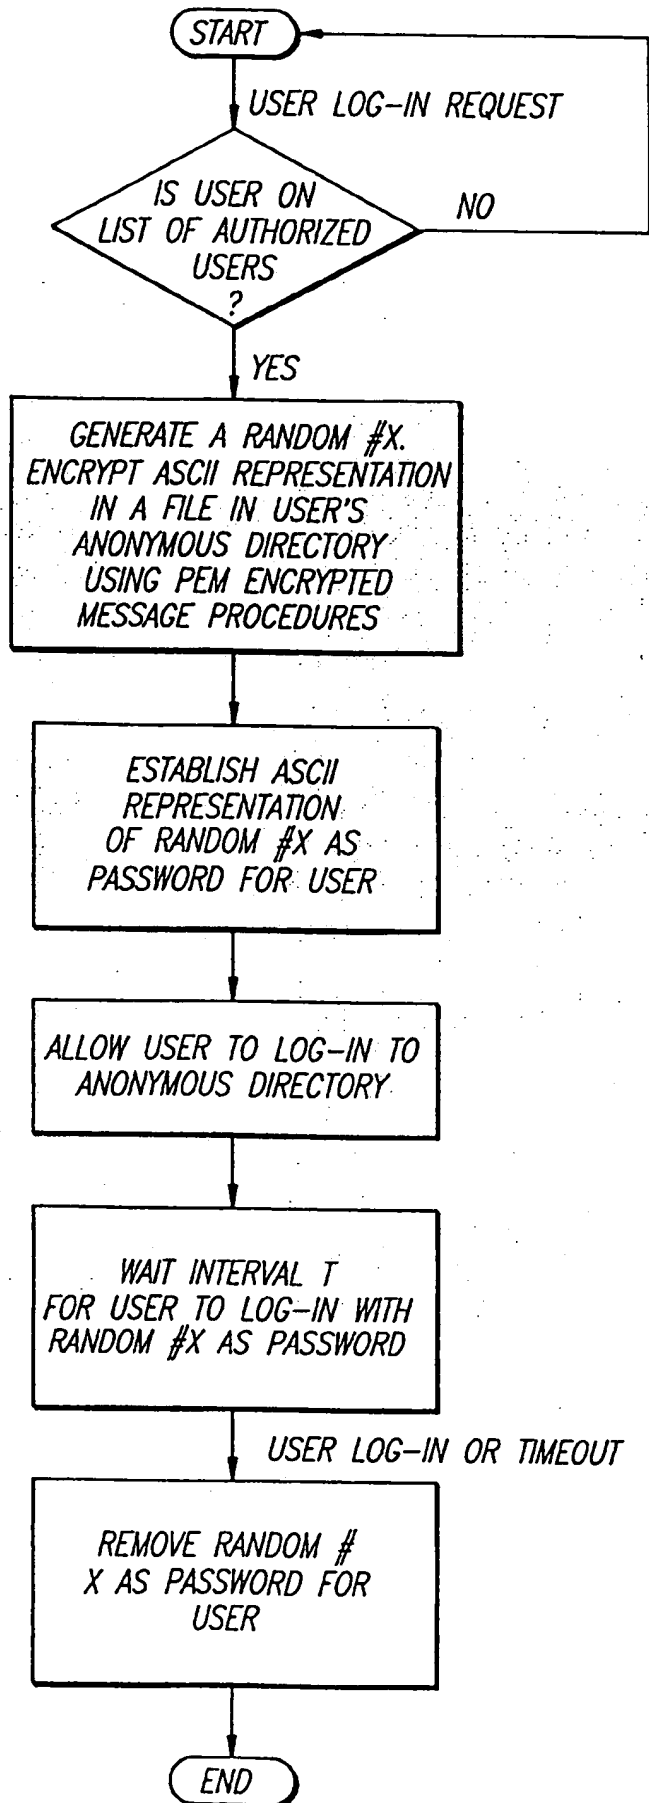 START
USER LOG-IN REQUEST
IS USER ON
LIST OF AUTHORIZED
USERS
?
NO
YES
GENERATE A RANDOM #X.
ENCRYPT ASCII REPRESENTATION
IN A FILE IN USER'S
ANONYMOUS DIRECTORY
USING PEM ENCRYPTED
MESSAGE PROCEDURES
ESTABLISH ASCII
REPRESENTATION
OF RANDOM #X AS
PASSWORD FOR USER
ALLOW USER TO LOG-IN TO
ANONYMOUS DIRECTORY
WAIT INTERVAL T
FOR USER TO LOG-IN WITH
RANDOM #X AS PASSWORD
USER LOG-IN OR TIMEOUT
REMOVE RANDOM #
X AS PASSWORD FOR
USER
END